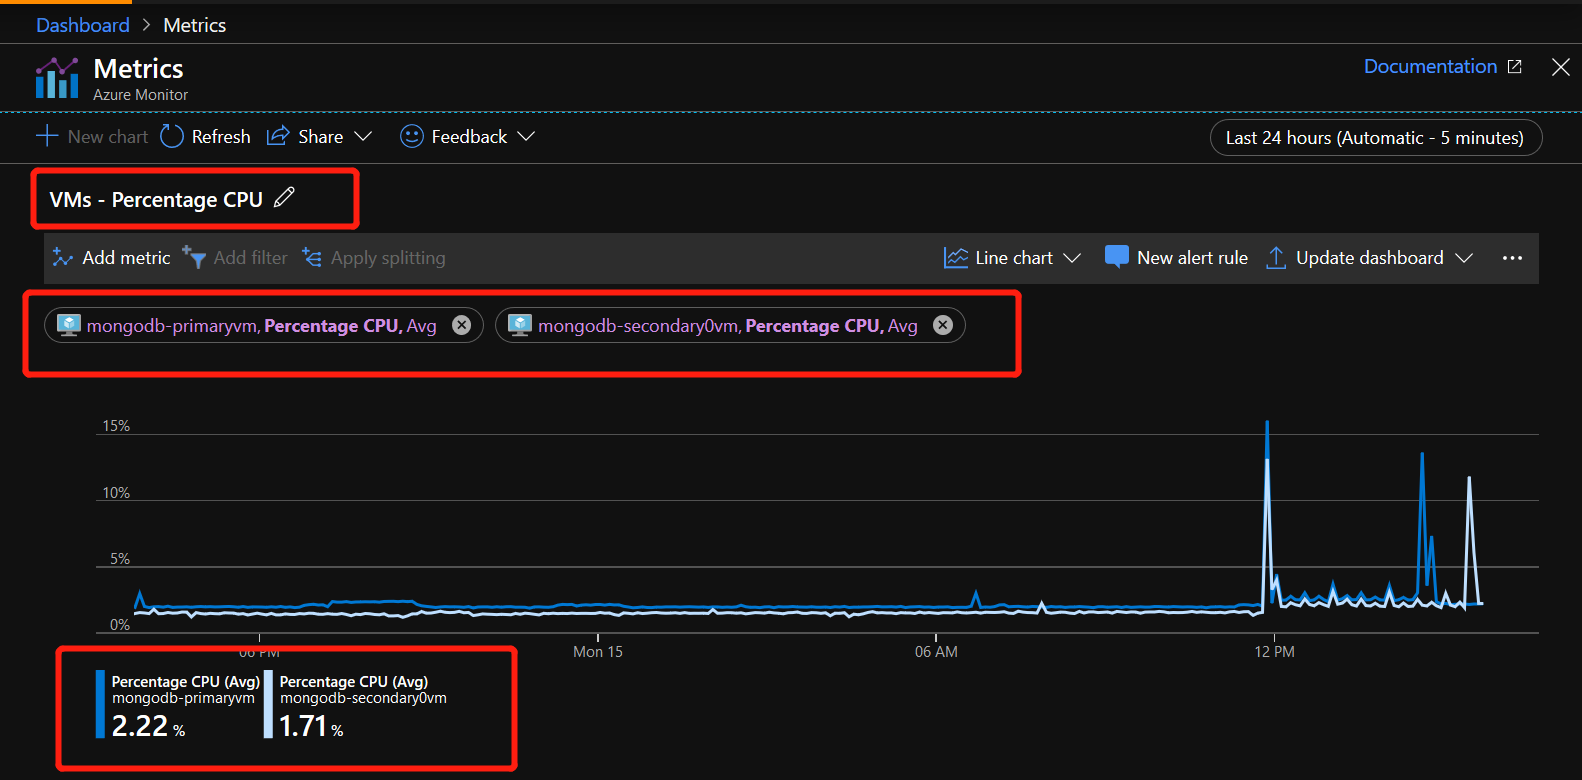 Dashboard > Metrics
Metrics
Azure Monitor
Documentation
New chart Refresh Share Feedback
Last 24 hours (Automatic - 5 minutes)
VMs - Percentage CPU
Add metric Add filter Apply splitting Line chart New alert rule Update dashboard ...
mongodb-primaryvm, Percentage CPU, Avg mongodb-secondary0vm, Percentage CPU, Avg
15%
10%
5%
0%
06 PM Mon 15 06 AM 12 PM
Percentage CPU (Avg) Percentage CPU (Avg)
mongodb-primaryvm mongodb-secondary0vm
2.22 % 1.71 %